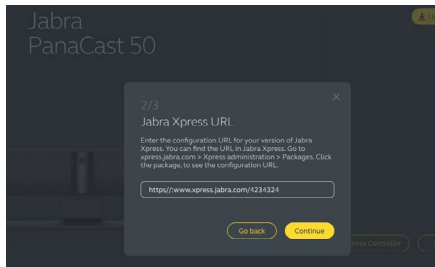 Jabra
PanaCast 50
2/3
Jabra Xpress URL
Enter the configuration URL for your version of Jabra
Xpress. You can find the URL in Jabra Xpress. Go to
xpress.jabra.com > Xpress administration > Packages. Click
the package, to see the configuration URL.
https//:www.xpress.jabra.com/4234324
Go back
Continue
Controller